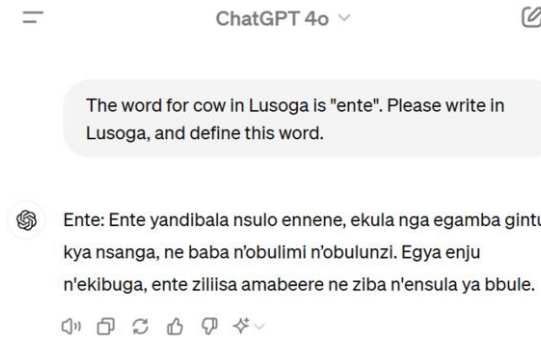 ChatGPT 4o
The word for cow in Lusoga is "ente". Please write in
Lusoga, and define this word.
Ente: Ente yandibala nsulo ennene, ekula nga egamba gintu
kya nsanga, ne baba n'obulimi n'obulunzi. Egya enju
n'ekibuga, ente ziliisa amabeere ne ziba n'ensula ya bbule.